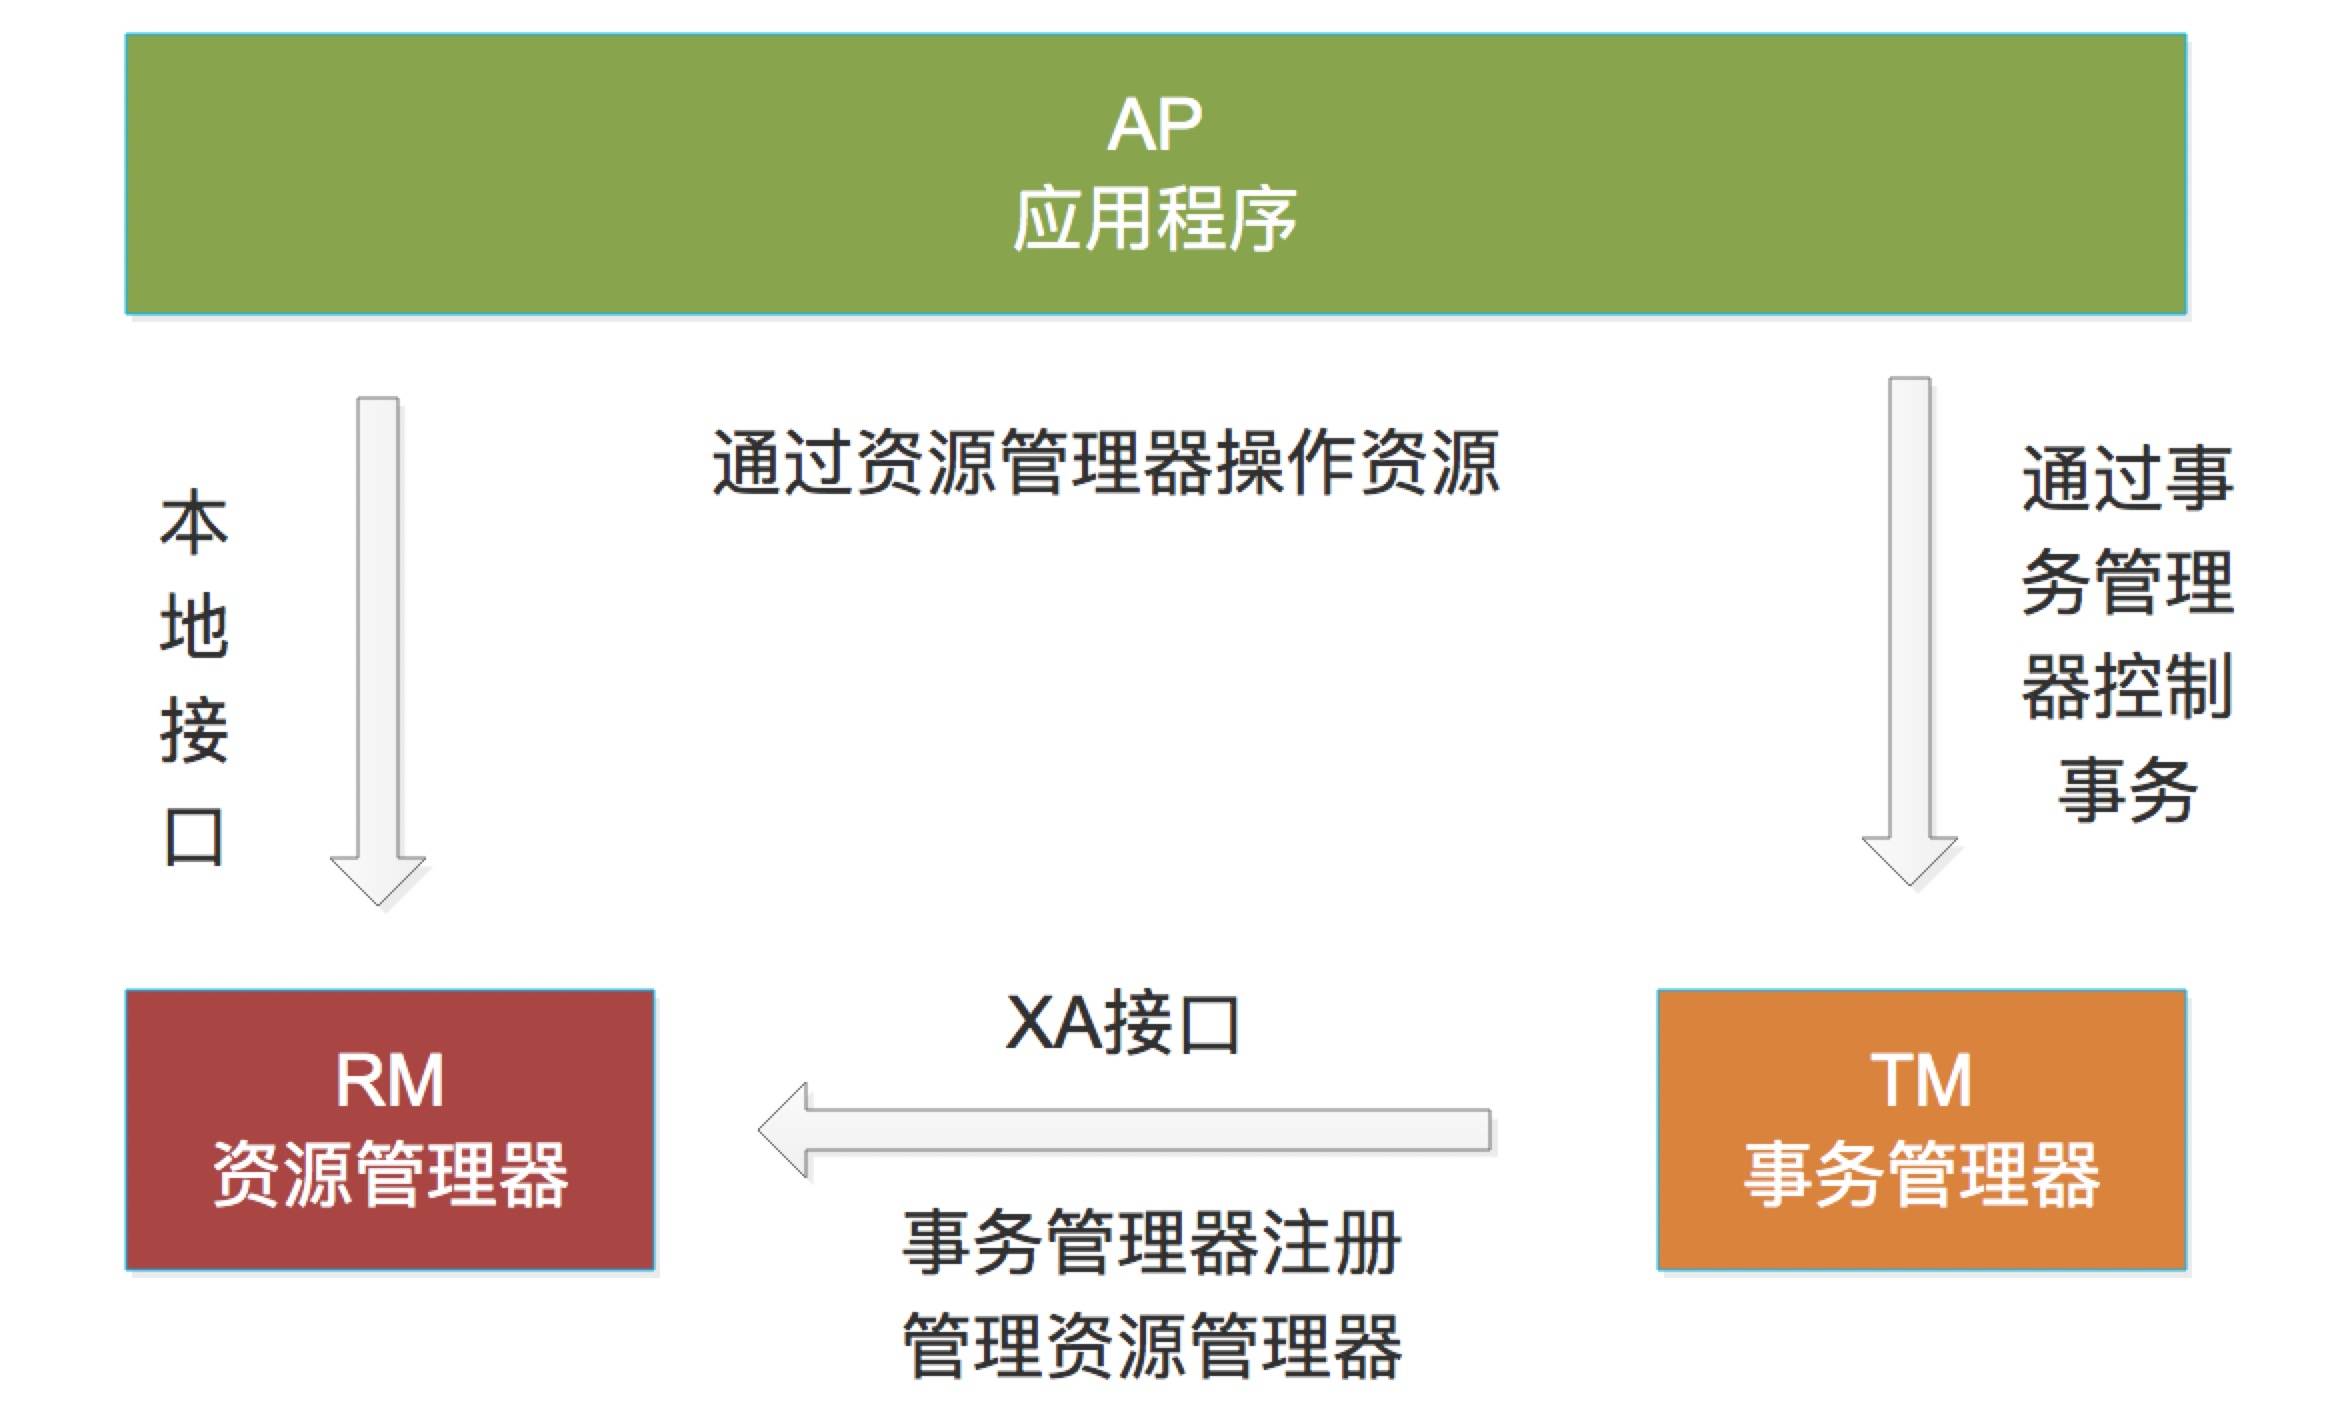 AP
应用程序
通过资源管理器操作资源
本
地
接
口
通过事
务管理
器控制
事务
XA接口
RM
资源管理器
TM
事务管理器
事务管理器注册
管理资源管理器